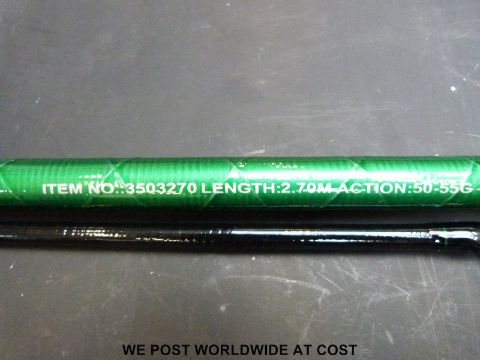 ITEM NO.:3503270 LENGTH:2.70M ACTION:50-55G
WE POST WORLDWIDE AT COST